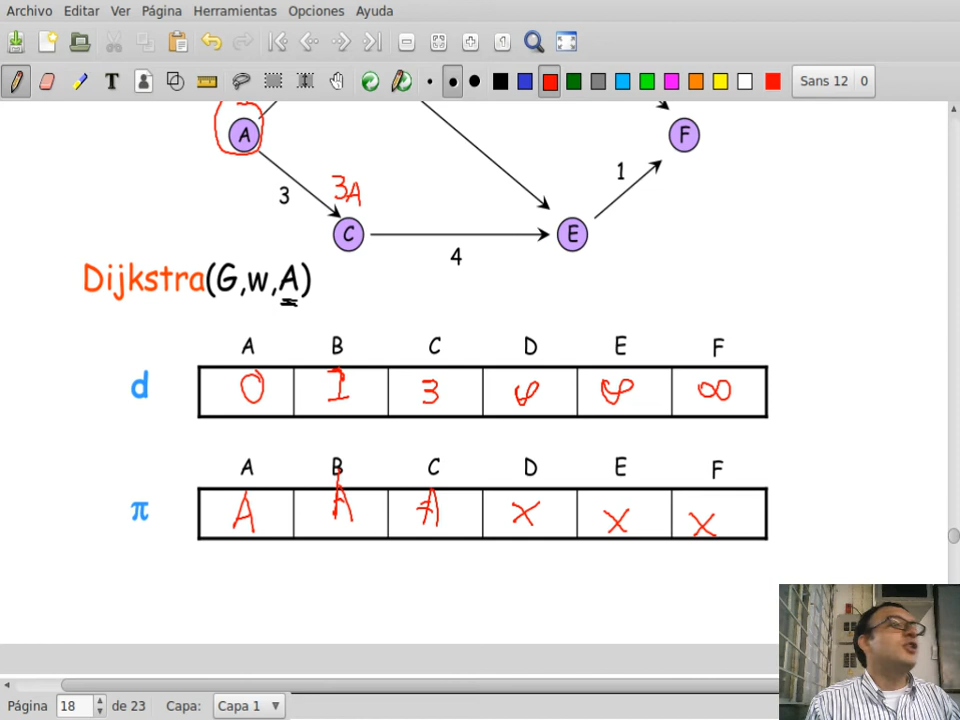 Archivo Editar Ver Página Herramientas Opciones Ayuda
Sans 12 0
A
F
3
3A
1
C
E
4
Dijkstra(G,w,A)
A B C D E F
d 0 1 3 ∞ ∞ ∞
A B C D E F
π A A A x x x
Página 18 de 23 Capa: Capa 1